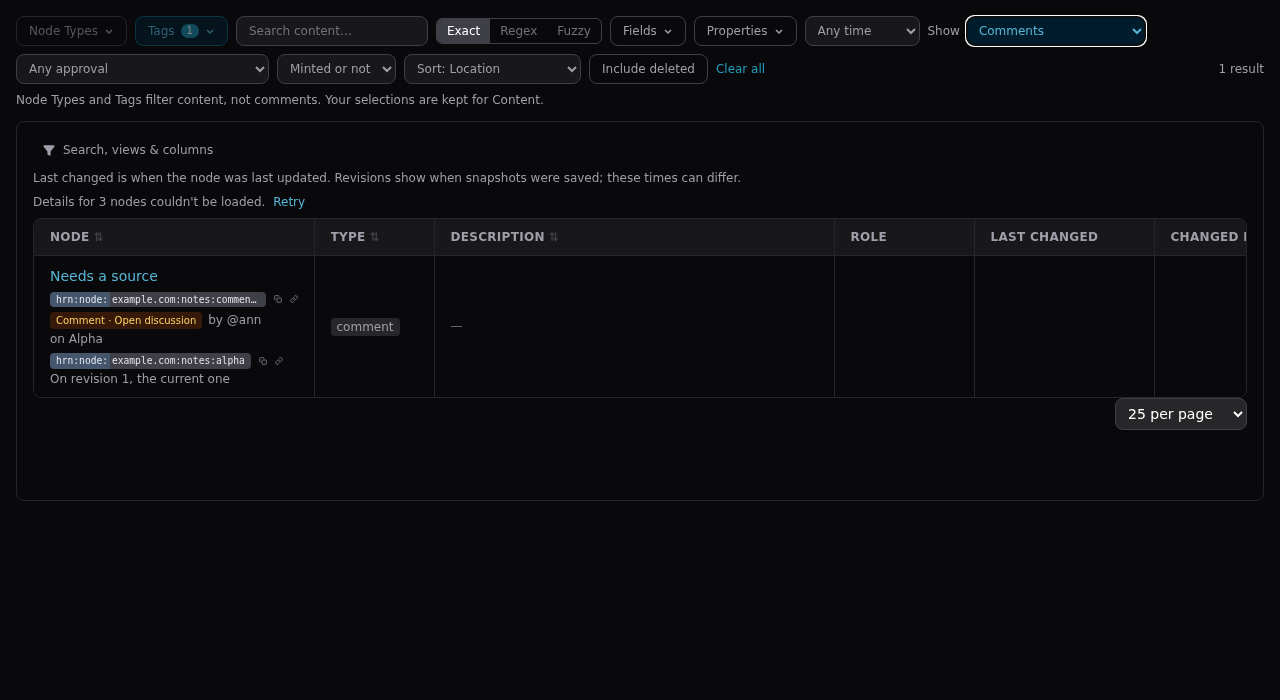 Node Types Tags 1 Search content... Exact Regex Fuzzy Fields Properties Any time Show Comments
Any approval Minted or not Sort: Location Include deleted Clear all 1 result
Node Types and Tags filter content, not comments. Your selections are kept for Content.
Search, views & columns
Last changed is when the node was last updated. Revisions show when snapshots were saved; these times can differ.
Details for 3 nodes couldn't be loaded. Retry
NODE TYPE DESCRIPTION ROLE LAST CHANGED CHANGED
Needs a source
hrn:node: example.com:notes:commen…
Comment · Open discussion by @ann
comment —
on Alpha
hrn:node: example.com:notes:alpha
On revision 1, the current one
25 per page